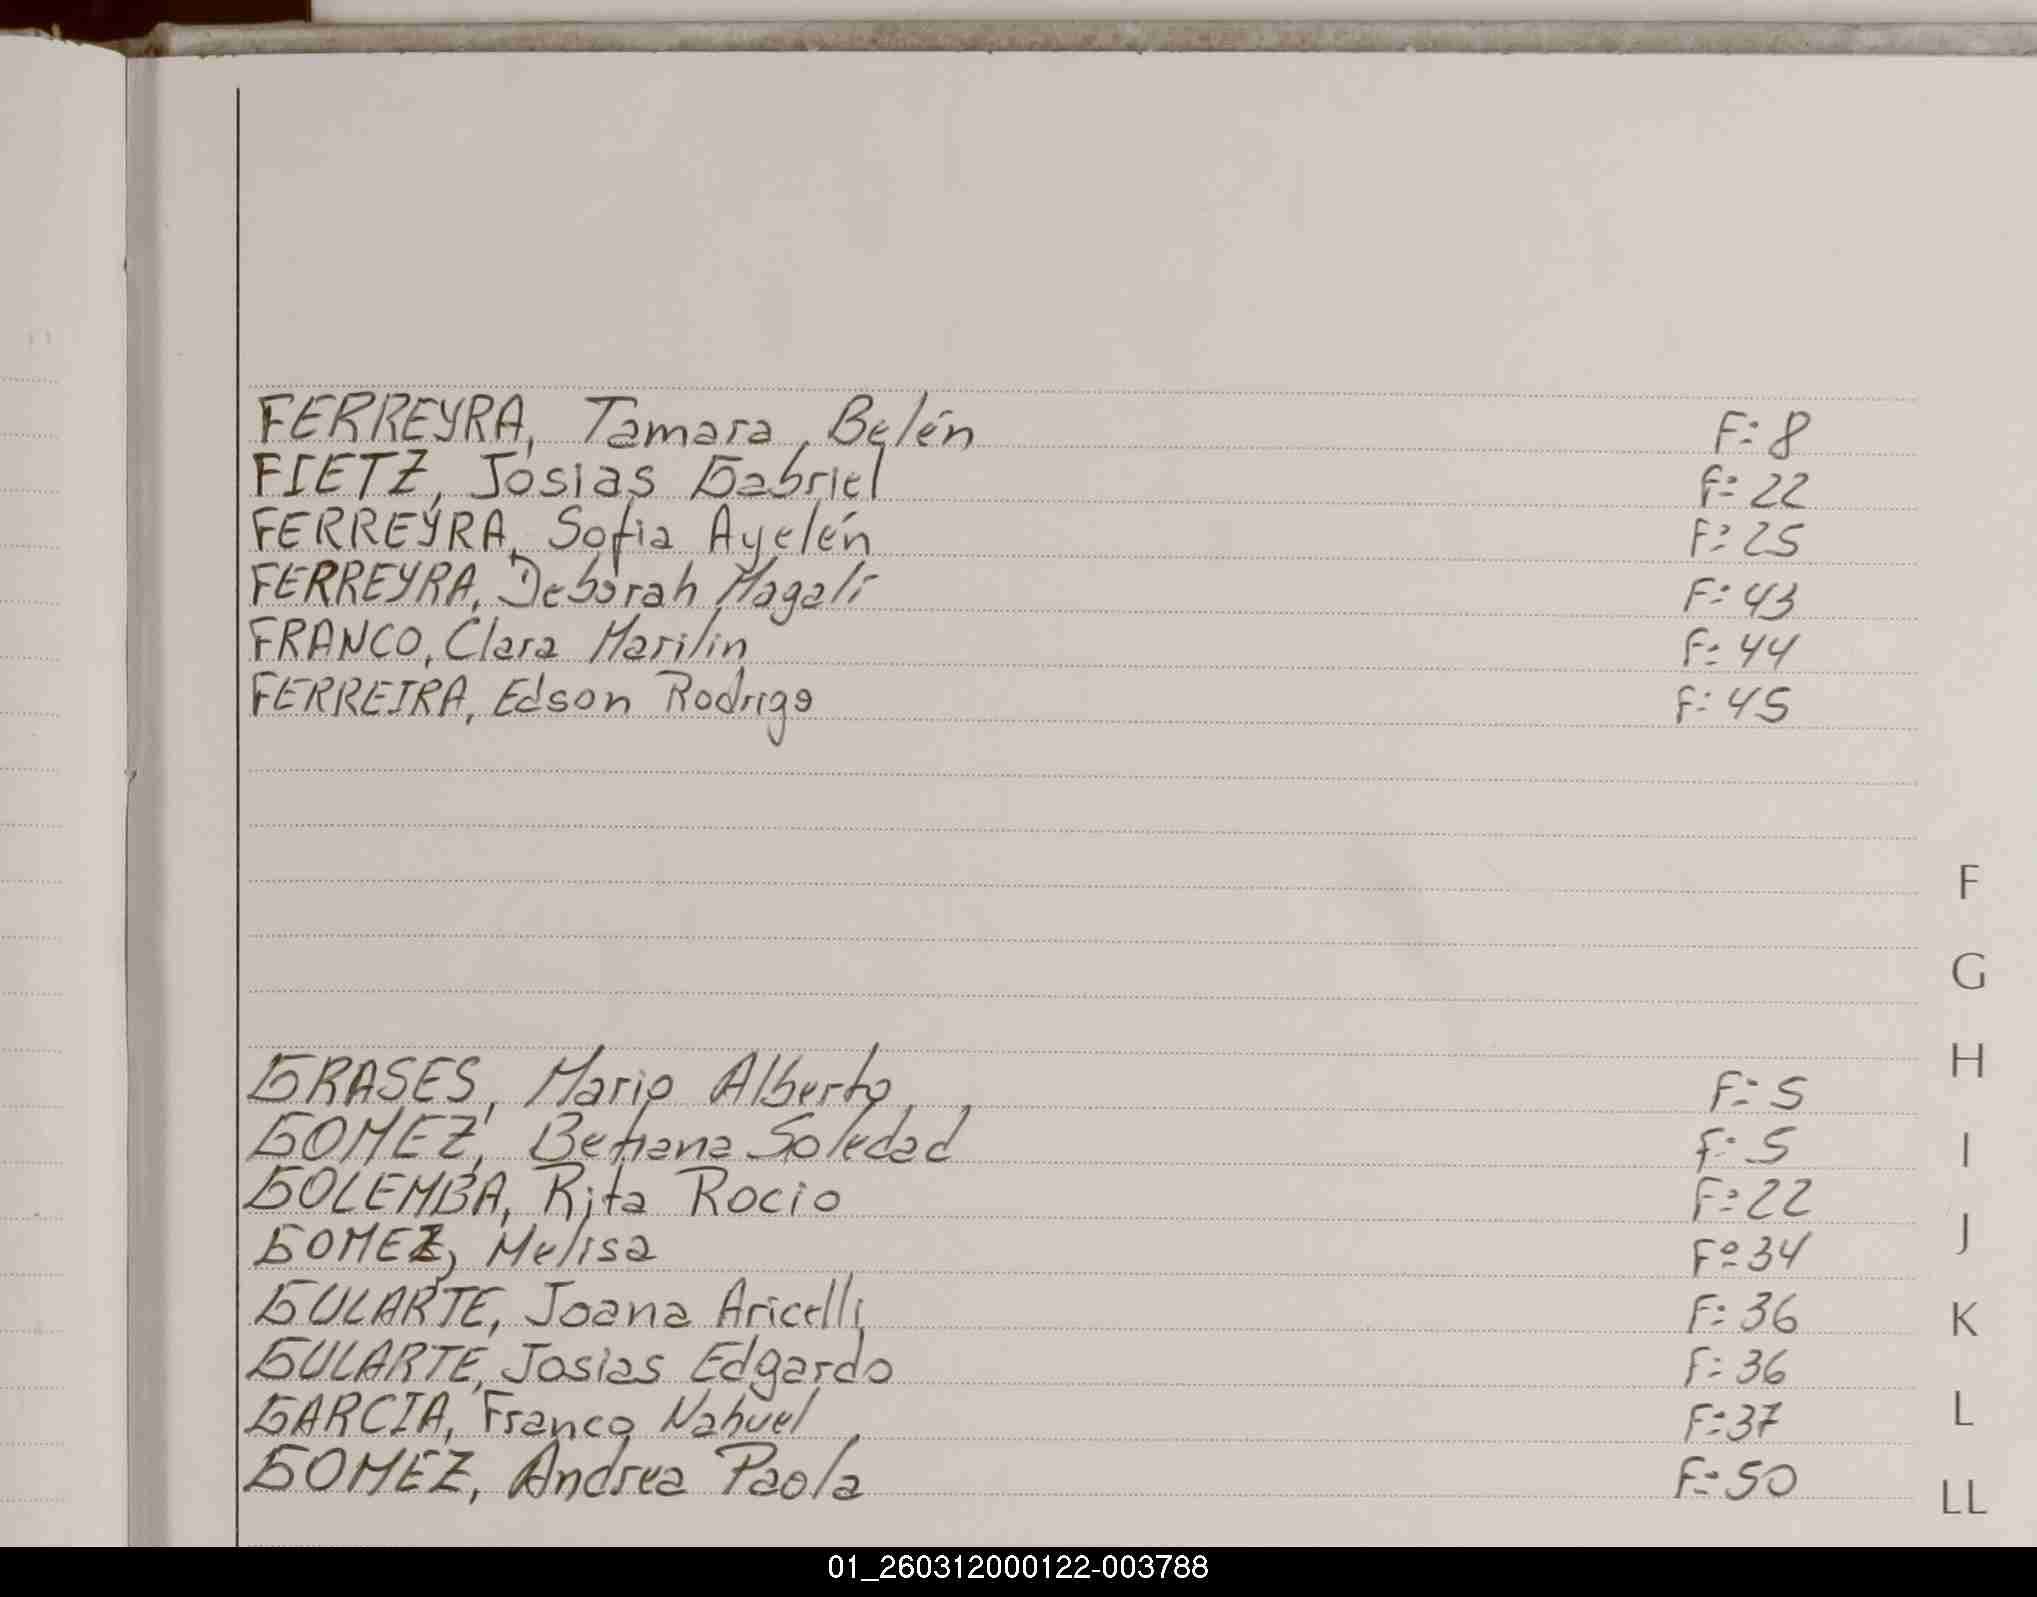 FERREYRA, Tamara Belén F: 8
FIETZ, Josias Gabriel F: 22
FERREYRA, Sofia Ayelén F: 25
FERREYRA, Deborah Magali F: 43
FRANCO, Clara Marilin F: 44
FERREIRA, Edson Rodrigo F: 45
F
G
GRASES, Mario Alberto F: 5
H
GOMEZ, Betiana Soledad F: 5
I
GOLEMBA, Rita Rocio F: 22
GOMEZ, Melisa Fº 34
J
GULARTE, Joana Aricelli F: 36
K
GULARTE, Josias Edgardo F: 36
GARCIA, Franco Nahuel F: 37
L
GOMEZ, Andrea Paola F: 50
LL
01_260312000122-003788